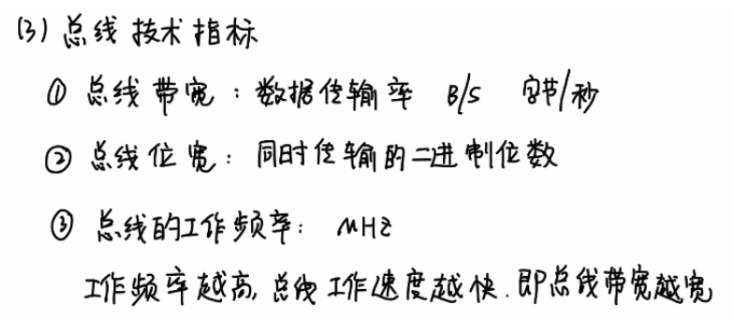 (3) 总线技术指标
① 总线带宽：数据传输率 B/S 字节/秒
② 总线位宽：同时传输的二进制位数
③ 总线的工作频率： MHZ
工作频率越高,总线工作速度越快.即总线带宽越宽